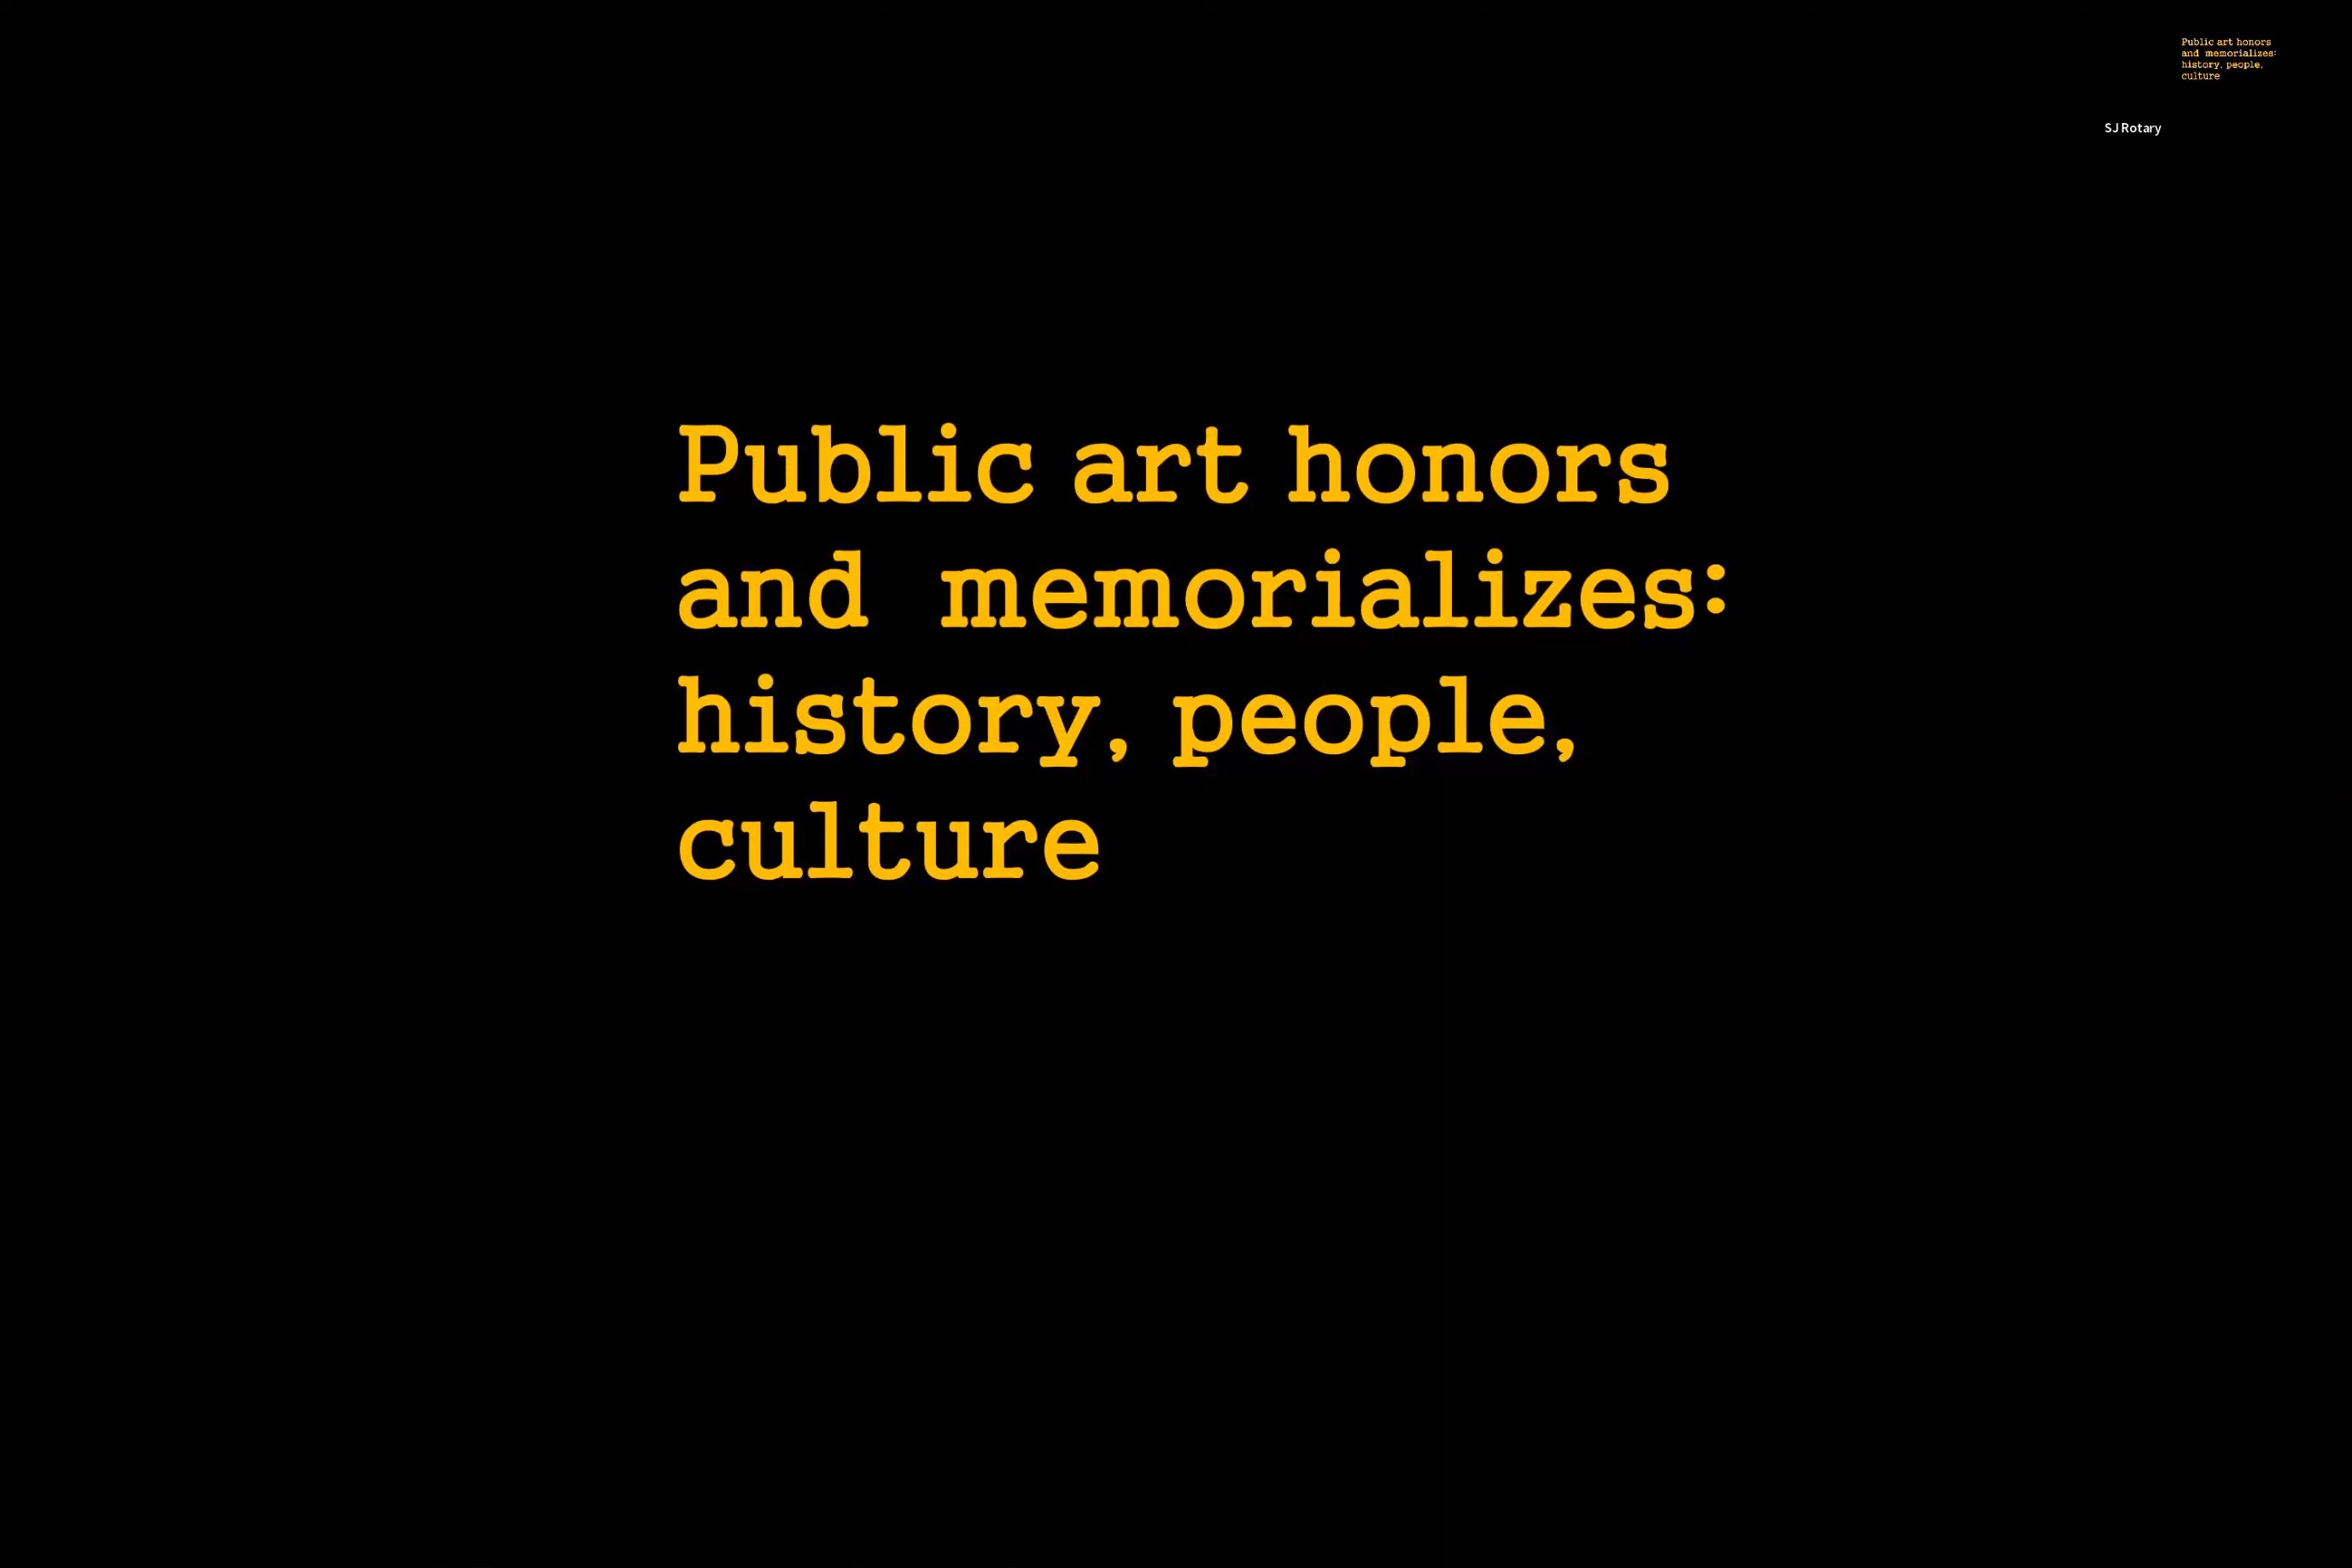 Public art honors
and  memorializes:
history, people,
culture
SJ Rotary
Public art honors
and  memorializes:
history, people,
culture